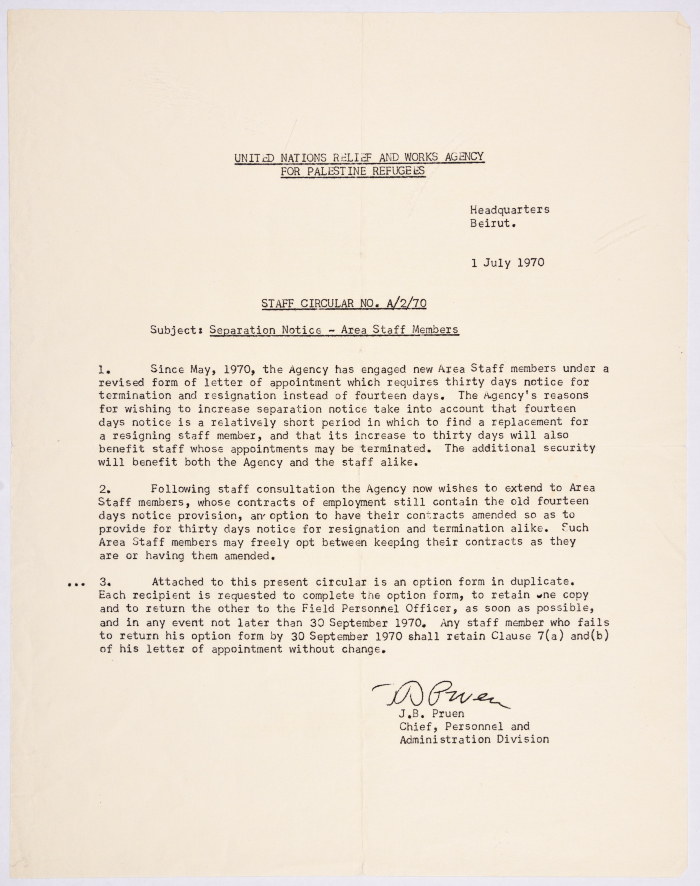 UNITED NATIONS RELIEF AND WORKS AGENCY
FOR PALESTINE REFUGEES
Headquarters
Beirut.
1 July 1970
STAFF CIRCULAR NO. A/2/70
Subject: Separation Notice - Area Staff Members
1. Since May, 1970, the Agency has engaged new Area Staff members under a
revised form of letter of appointment which requires thirty days notice for
termination and resignation instead of fourteen days. The Agency's reasons
for wishing to increase separation notice take into account that fourteen
days notice is a relatively short period in which to find a replacement for
a resigning staff member, and that its increase to thirty days will also
benefit staff whose appointments may be terminated. The additional security
will benefit both the Agency and the staff alike.
2. Following staff consultation the Agency now wishes to extend to Area
Staff members, whose contracts of employment still contain the old fourteen
days notice provision, an option to have their contracts amended so as to
provide for thirty days notice for resignation and termination alike. Such
Area Staff members may freely opt between keeping their contracts as they
are or having them amended.
... 3. Attached to this present circular is an option form in duplicate.
Each recipient is requested to complete the option form, to retain one copy
and to return the other to the Field Personnel Officer, as soon as possible,
and in any event not later than 30 September 1970. Any staff member who fails
to return his option form by 30 September 1970 shall retain Clause 7(a) and(b)
of his letter of appointment without change.
J.B. Pruen
Chief, Personnel and
Administration Division